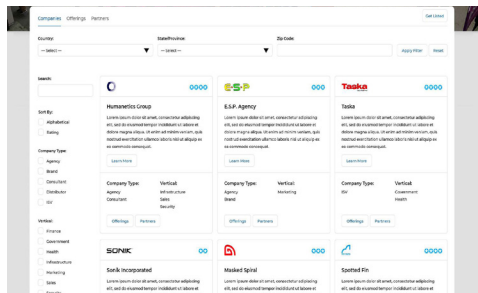 Companies Offerings Partners
Get Listed
Country:
State/Province:
Zip Code:
-- Select --
-- Select --
Apply Filter
Reset
Search:
Sort By:
Alphabetical
Rating
Company Type:
Agency
Brand
Consultant
Distributor
ISV
Vertical:
Finance
Government
Health
Infrastructure
Marketing
Sales
Humanetics Group
Lorem ipsum dolor sit amet, consectetur adipiscing
elit, sed do eiusmod tempor incididunt ut labore et
dolore magna aliqua. Ut enim ad minim veniam, quis
nostrud exercitation ullamco laboris nisi ut aliquip ex
ea commodo consequat.
Learn More
Company Type:
Agency
Consultant
Vertical:
Infrastructure
Sales
Security
Offerings
Partners
E-S-P
E.S.P. Agency
Lorem ipsum dolor sit amet, consectetur adipiscing
elit, sed do eiusmod tempor incididunt ut labore et
dolore magna aliqua. Ut enim ad minim veniam, quis
nostrud exercitation ullamco laboris nisi ut aliquip ex
ea commodo consequat.
Learn More
Company Type:
Agency
Brand
Vertical:
Marketing
Offerings
Partners
Taska
Taska
Lorem ipsum dolor sit amet, consectetur adipiscing
elit, sed do eiusmod tempor incididunt ut labore et
dolore magna aliqua. Ut enim ad minim veniam, quis
nostrud exercitation ullamco laboris nisi ut aliquip ex
ea commodo consequat.
Learn More
Company Type:
ISV
Vertical:
Government
Health
Offerings
Partners
SONIK
Sonik Incorporated
Lorem ipsum dolor sit amet, consectetur adipiscing
elit, sed do eiusmod tempor incididunt ut labore et
Masked Spiral
Lorem ipsum dolor sit amet, consectetur adipiscing
elit, sed do eiusmod tempor incididunt ut labore et
Spotted Fin
Lorem ipsum dolor sit amet, consectetur adipiscing
elit, sed do eiusmod tempor incididunt ut labore et